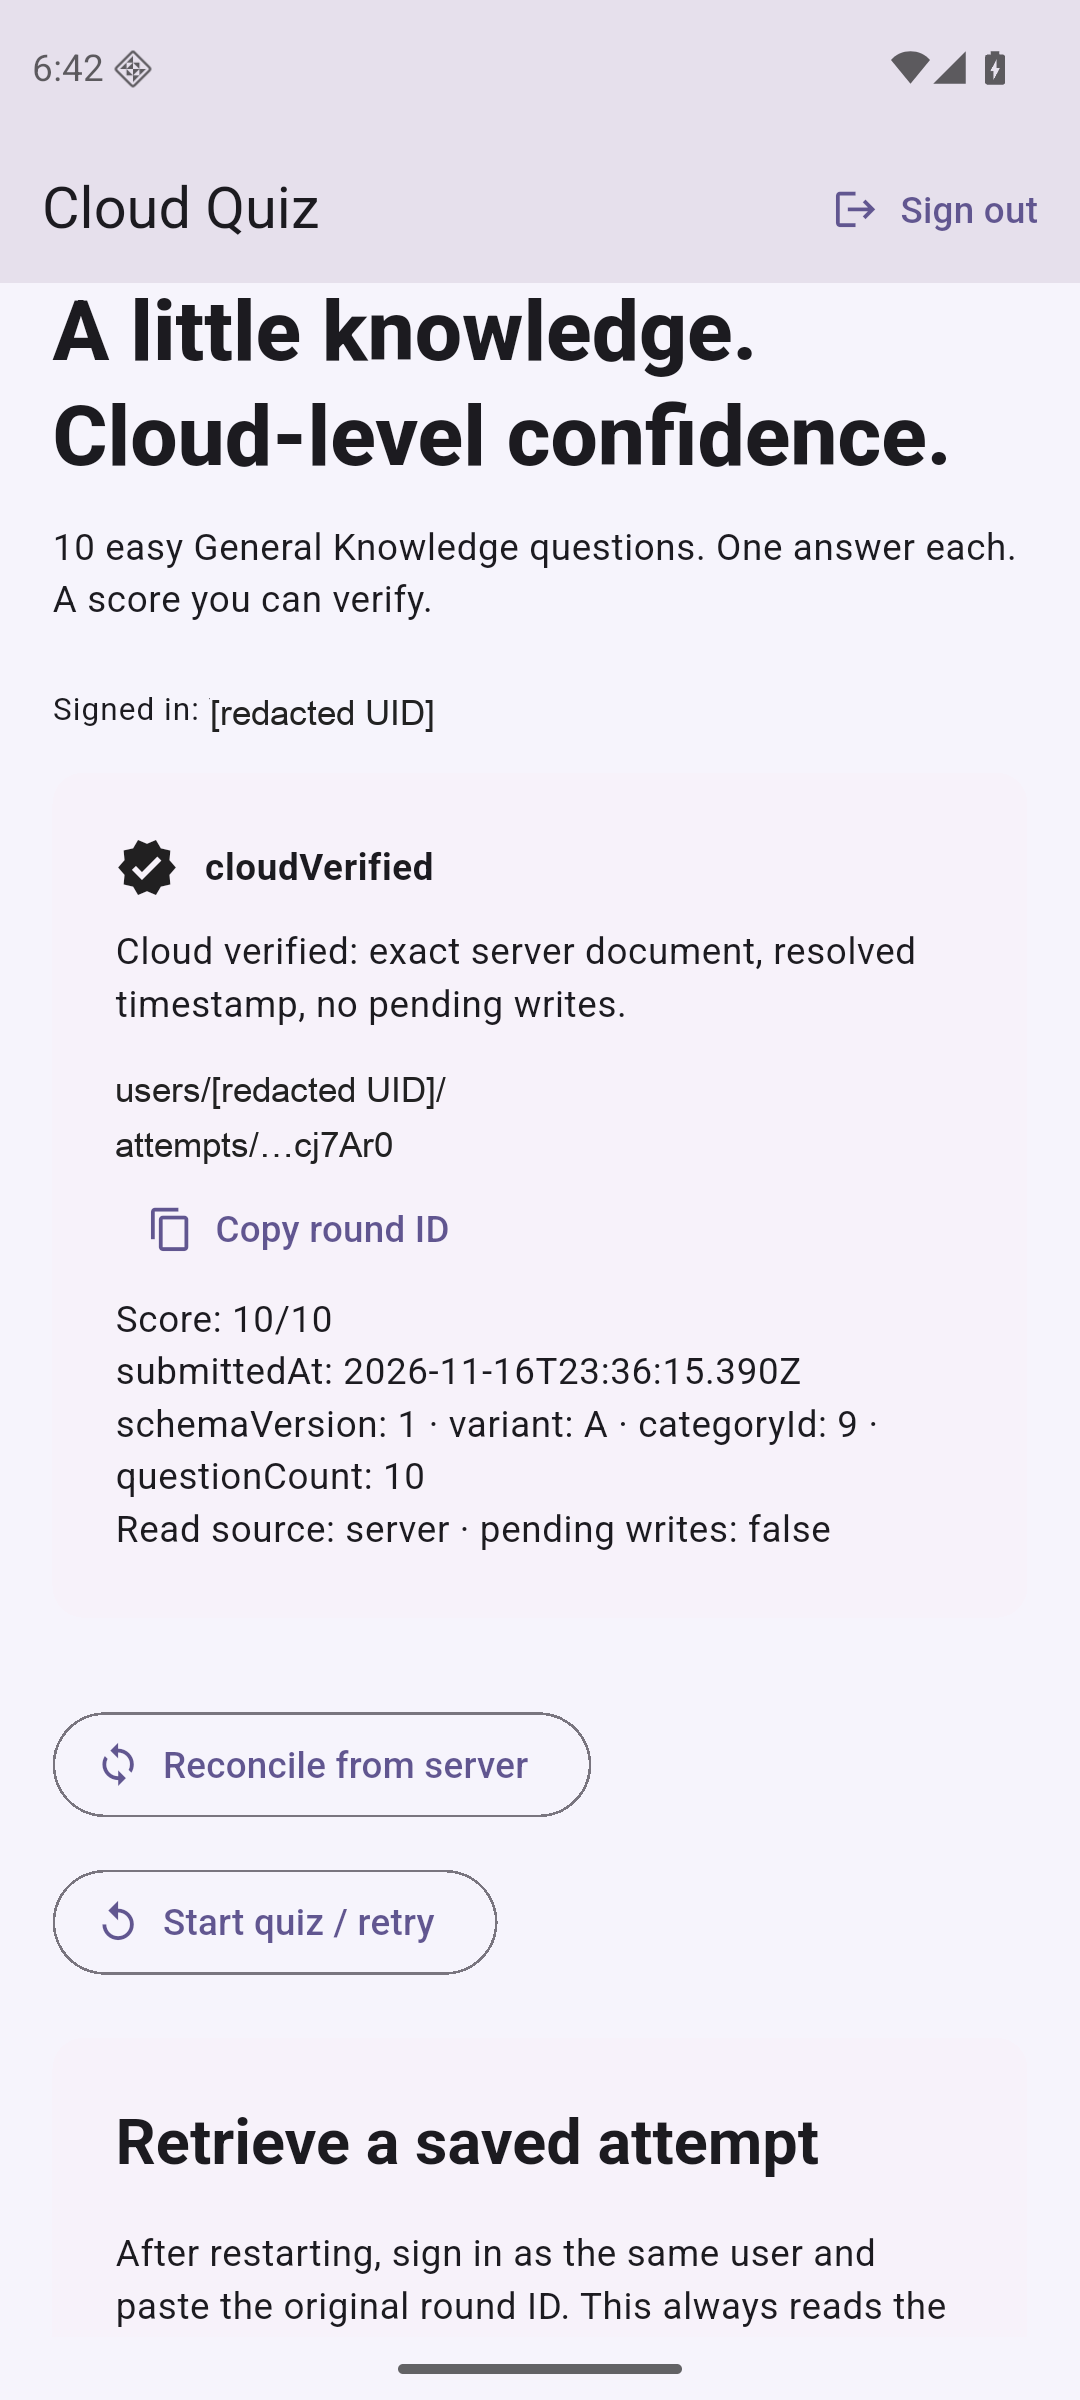 6:42
Cloud Quiz
Sign out
A little knowledge.
Cloud-level confidence.
10 easy General Knowledge questions. One answer each.
A score you can verify.
Signed in: [redacted UID]
cloudVerified
Cloud verified: exact server document, resolved
timestamp, no pending writes.
users/[redacted UID]/
attempts/…cj7Ar0
Copy round ID
Score: 10/10
submittedAt: 2026-11-16T23:36:15.390Z
schemaVersion: 1 · variant: A · categoryId: 9 ·
questionCount: 10
Read source: server · pending writes: false
Reconcile from server
Start quiz / retry
Retrieve a saved attempt
After restarting, sign in as the same user and
paste the original round ID. This always reads the